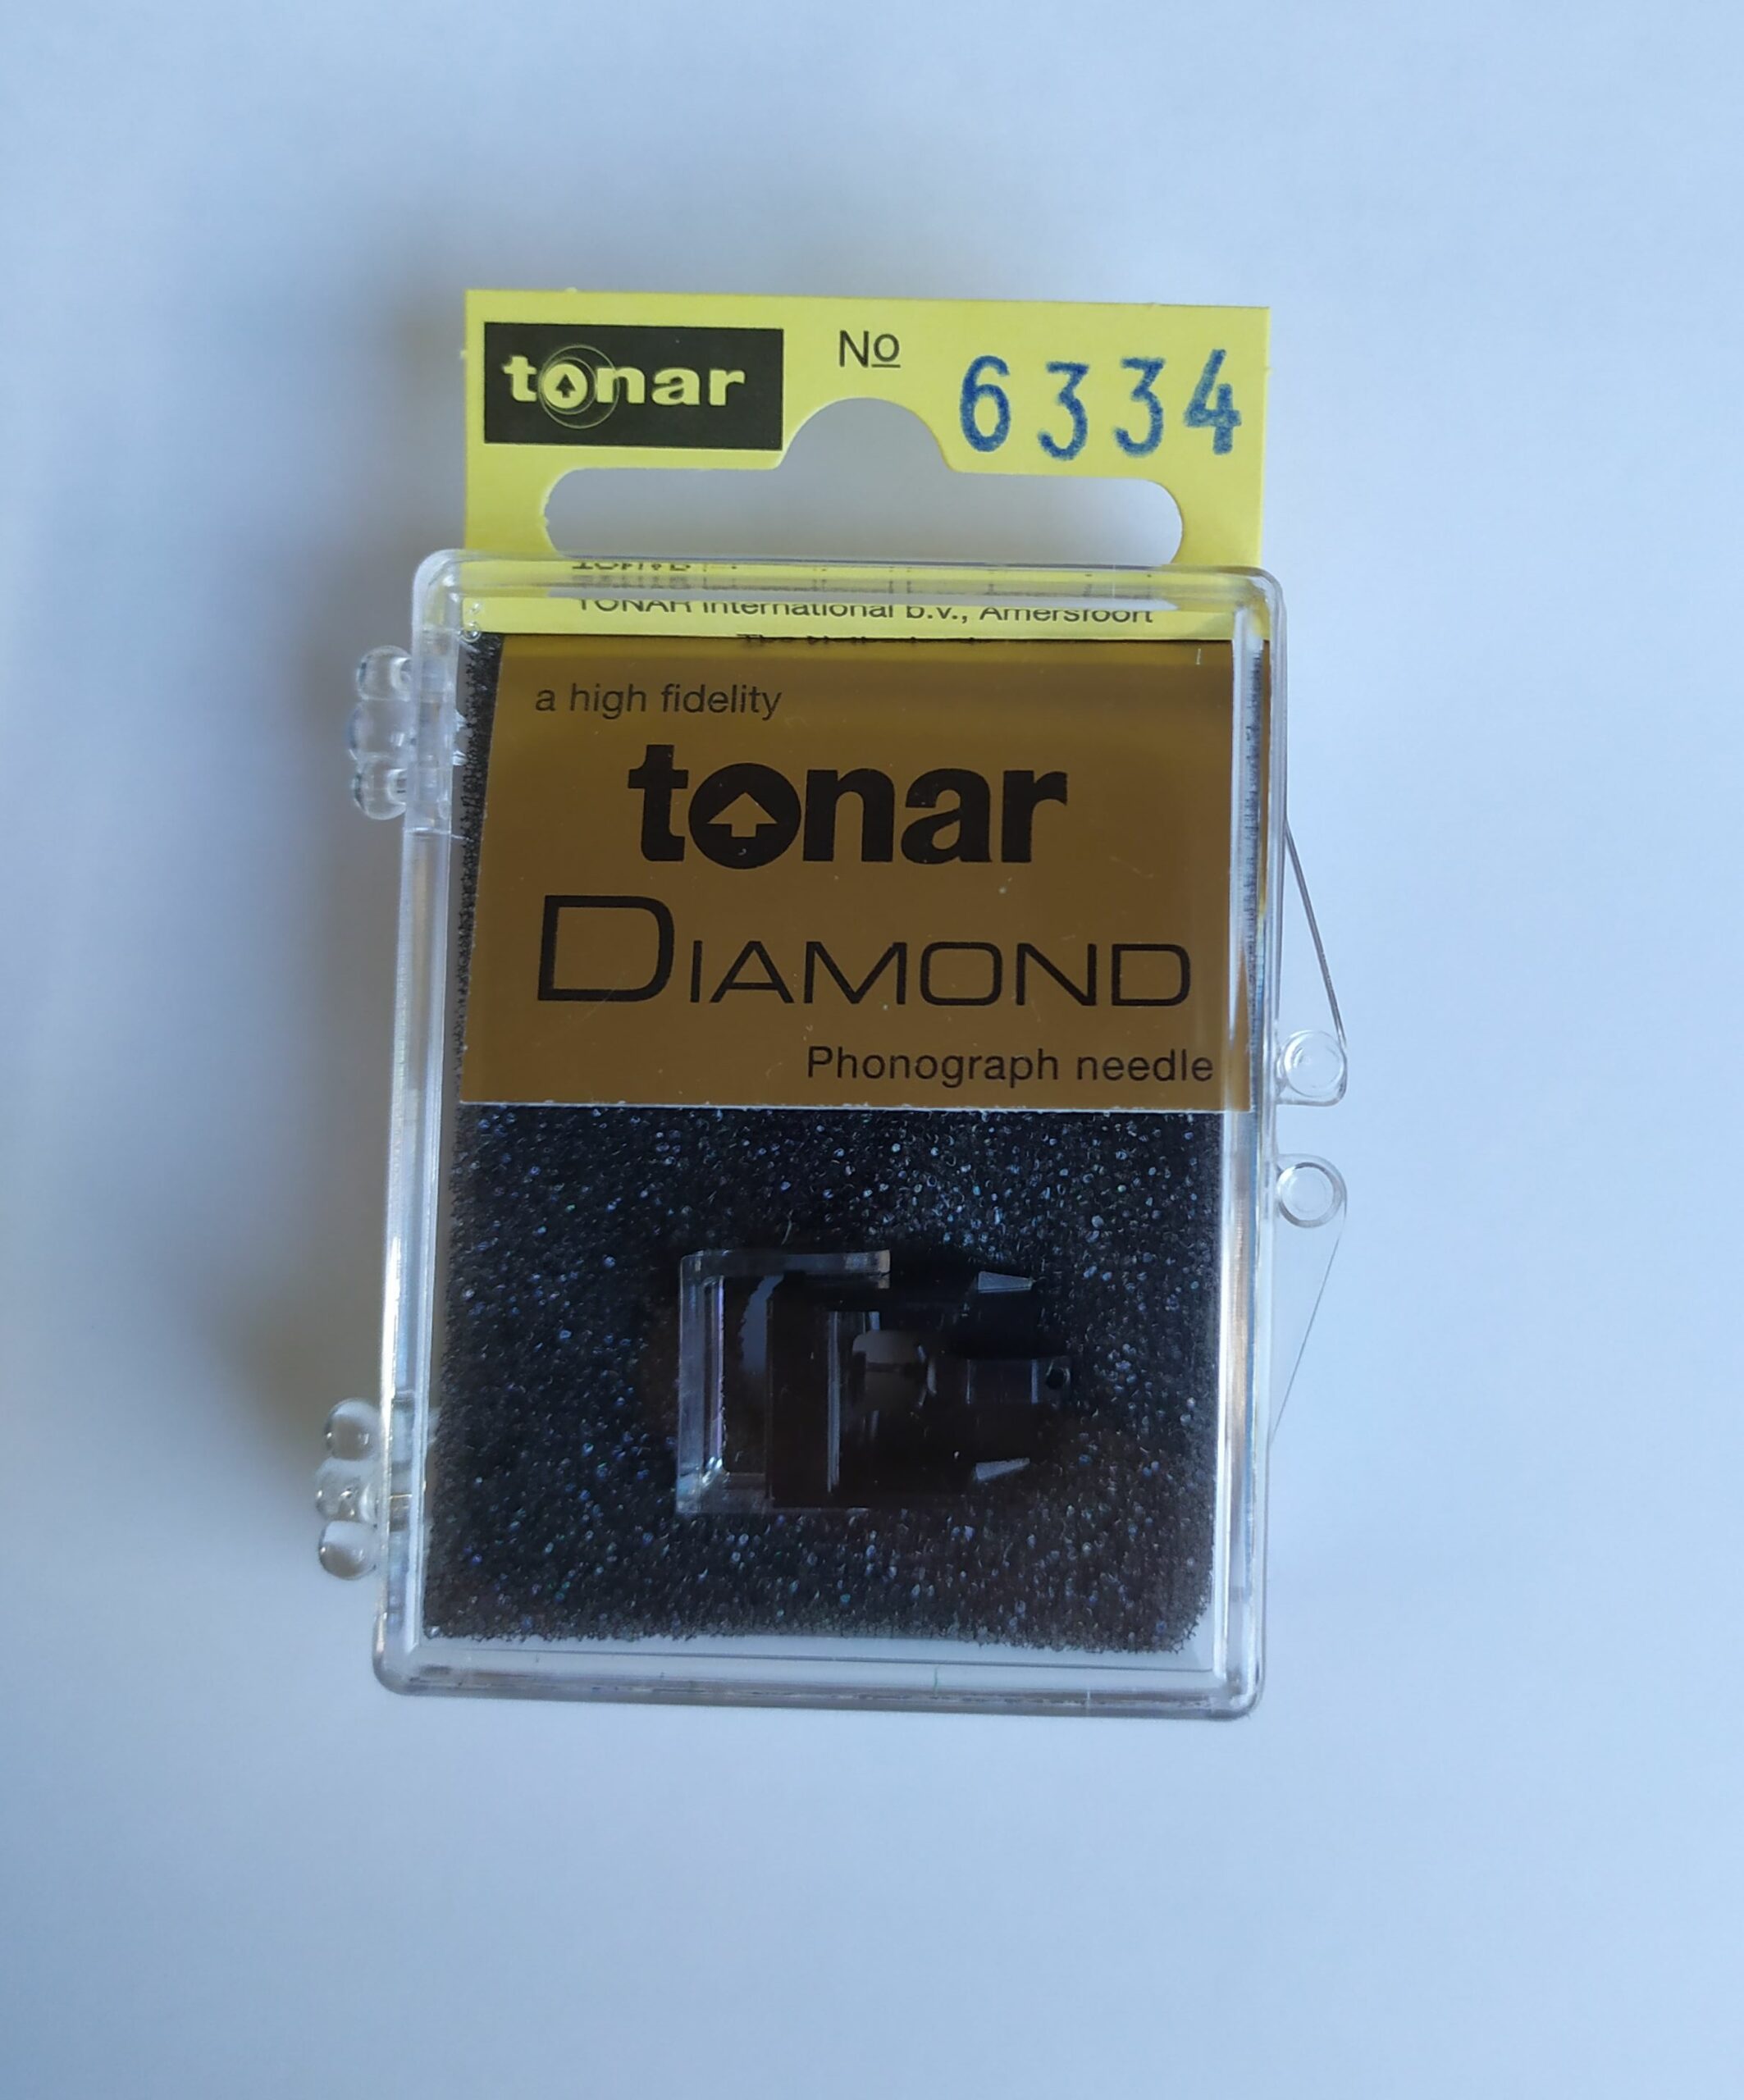 tonar
No 6334
TONAR International b.v., Amersfoort
a high fidelity
tonar
DIAMOND
Phonograph needle